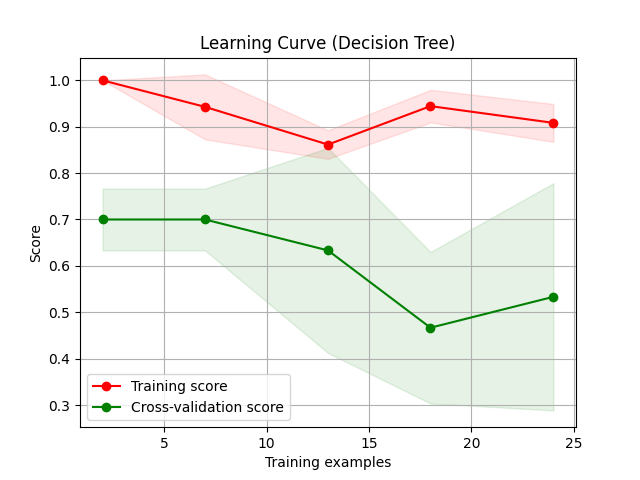 Learning Curve (Decision Tree)
Score
1.0
0.9
0.8
0.7
0.6
0.5
0.4
0.3
Training score
Cross-validation score
5
10
15
20
25
Training examples